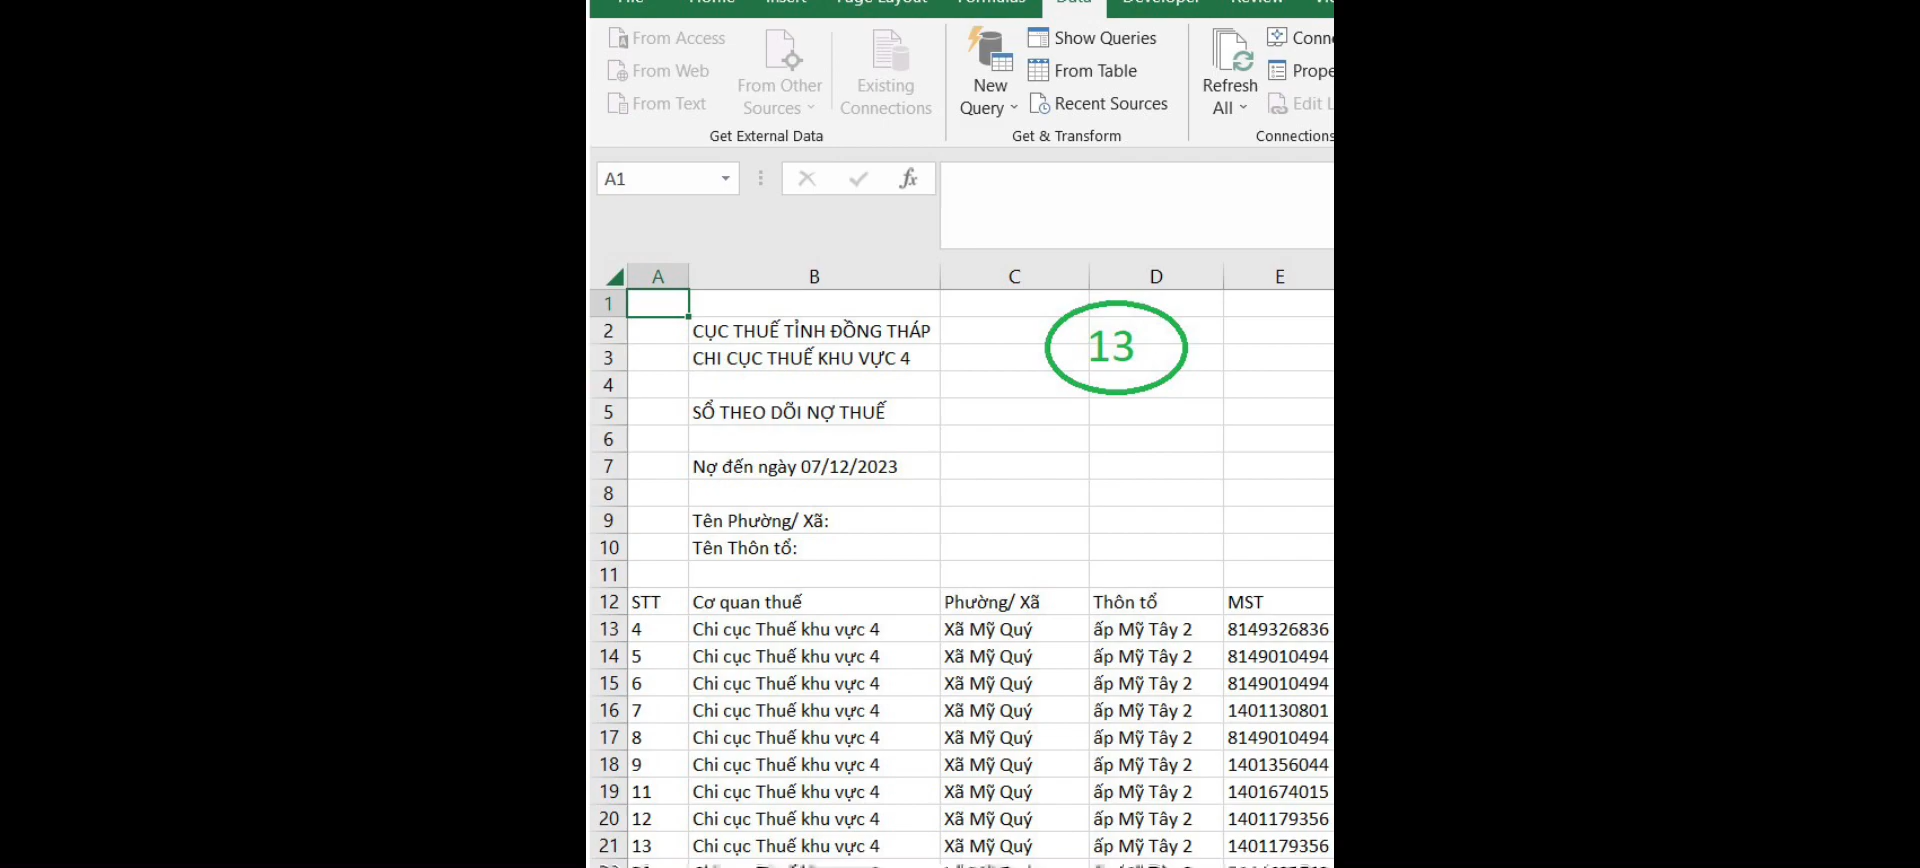 File Home Insert Page Layout Formulas Data Developer Review
From Access
From Web
From Text
From Other Sources
Existing Connections
Get External Data
New Query
Show Queries
From Table
Recent Sources
Get & Transform
Refresh All
Conne
Prope
Edit L
Connections
A1
fx
A B C D E
1
2 CỤC THUẾ TỈNH ĐỒNG THÁP
13
3 CHI CỤC THUẾ KHU VỰC 4
4
5 SỔ THEO DÕI NỢ THUẾ
6
7 Nợ đến ngày 07/12/2023
8
9 Tên Phường/ Xã:
10 Tên Thôn tổ:
11
12 STT Cơ quan thuế Phường/ Xã Thôn tổ MST
13 4 Chi cục Thuế khu vực 4 Xã Mỹ Quý ấp Mỹ Tây 2 8149326836
14 5 Chi cục Thuế khu vực 4 Xã Mỹ Quý ấp Mỹ Tây 2 8149010494
15 6 Chi cục Thuế khu vực 4 Xã Mỹ Quý ấp Mỹ Tây 2 8149010494
16 7 Chi cục Thuế khu vực 4 Xã Mỹ Quý ấp Mỹ Tây 2 1401130801
17 8 Chi cục Thuế khu vực 4 Xã Mỹ Quý ấp Mỹ Tây 2 8149010494
18 9 Chi cục Thuế khu vực 4 Xã Mỹ Quý ấp Mỹ Tây 2 1401356044
19 11 Chi cục Thuế khu vực 4 Xã Mỹ Quý ấp Mỹ Tây 2 1401674015
20 12 Chi cục Thuế khu vực 4 Xã Mỹ Quý ấp Mỹ Tây 2 1401179356
21 13 Chi cục Thuế khu vực 4 Xã Mỹ Quý ấp Mỹ Tây 2 1401179356